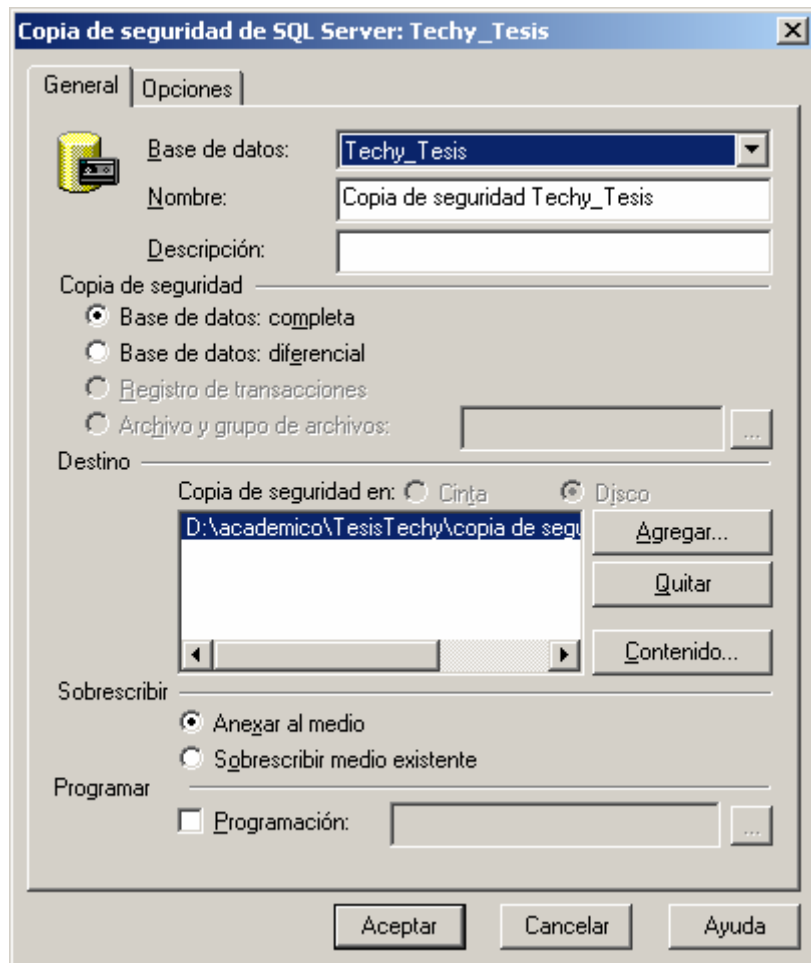 Copia de seguridad de SQL Server: Techy_Tesis
General Opciones
Base de datos: Techy_Tesis
Nombre: Copia de seguridad Techy_Tesis
Descripción:
Copia de seguridad
Base de datos: completa
Base de datos: diferencial
Registro de transacciones
Archivo y grupo de archivos: ...
Destino
Copia de seguridad en: Cinta Disco
D:\academico\TesisTechy\copia de segu
Agregar...
Quitar
Contenido...
Sobrescribir
Anexar al medio
Sobrescribir medio existente
Programar
Programación: ...
Aceptar Cancelar Ayuda